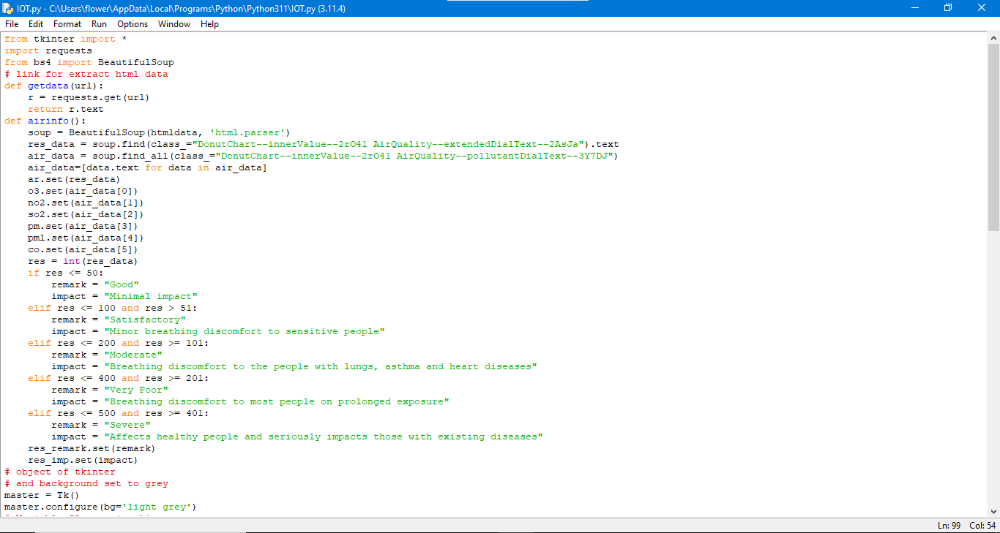 IOT.py - C:\Users\flower\AppData\Local\Programs\Python\Python311\IOT.py (3.11.4)
File Edit Format Run Options Window Help
from tkinter import *
import requests
from bs4 import BeautifulSoup
# link for extract html data
def getdata(url):
    r = requests.get(url)
    return r.text
def airinfo():
    soup = BeautifulSoup(htmldata, 'html.parser')
    res_data = soup.find(class_="DonutChart--innerValue--2rO41 AirQuality--extendedDialText--2AsJa").text
    air_data = soup.find_all(class_="DonutChart--innerValue--2rO41 AirQuality--pollutantDialText--3Y7DJ")
    air_data=[data.text for data in air_data]
    ar.set(res_data)
    o3.set(air_data[0])
    no2.set(air_data[1])
    so2.set(air_data[2])
    pm.set(air_data[3])
    pml.set(air_data[4])
    co.set(air_data[5])
    res = int(res_data)
    if res <= 50:
        remark = "Good"
        impact = "Minimal impact"
    elif res <= 100 and res > 51:
        remark = "Satisfactory"
        impact = "Minor breathing discomfort to sensitive people"
    elif res <= 200 and res >= 101:
        remark = "Moderate"
        impact = "Breathing discomfort to the people with lungs, asthma and heart diseases"
    elif res <= 400 and res >= 201:
        remark = "Very Poor"
        impact = "Breathing discomfort to most people on prolonged exposure"
    elif res <= 500 and res >= 401:
        remark = "Severe"
        impact = "Affects healthy people and seriously impacts those with existing diseases"
    res_remark.set(remark)
    res_imp.set(impact)
# object of tkinter
# and background set to grey
master = Tk()
master.configure(bg='light grey')
Ln: 99 Col: 54